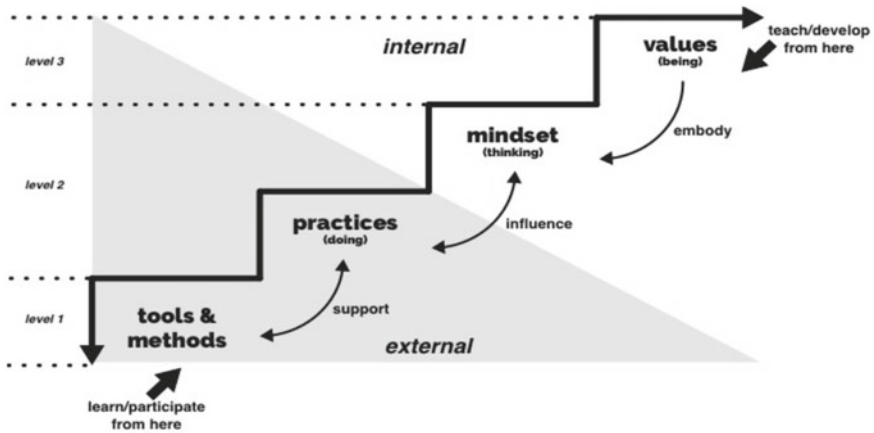 teach/develop
from here
level 3
internal
values
(being)
embody
mindset
(thinking)
level 2
influence
practices
(doing)
support
level 1
tools &
methods
external
learn/participate
from here